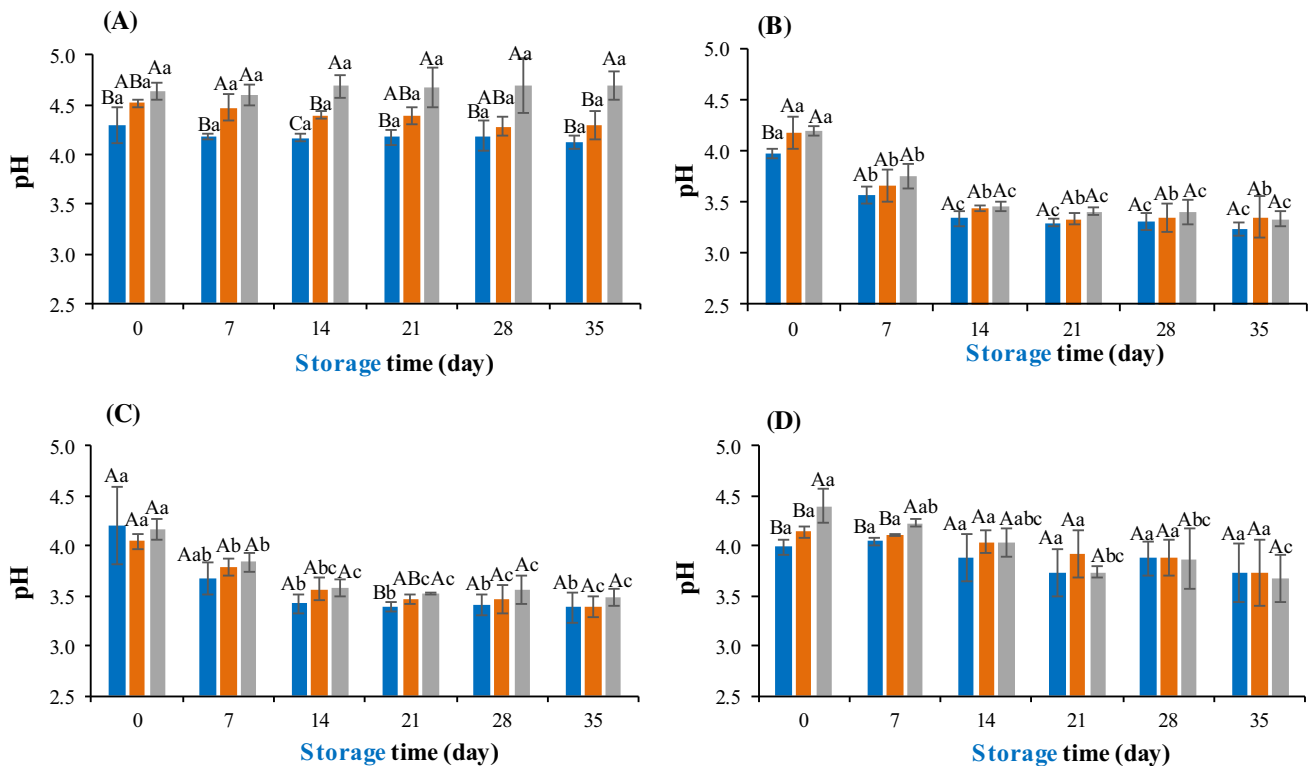 (A)
5.0
4.5
4.0
3.5
3.0
2.5
pH
Ba ABa Aa
Ba Aa Aa
Ca Ba Aa
Ba ABa Aa
Ba ABa Aa
Ba Ba Aa
0 7 14 21 28 35
Storage time (day)
(B)
5.0
4.5
4.0
3.5
3.0
2.5
pH
Ba Aa Aa
Ab Ab Ab
Ac Ab Ac
Ac Ab Ac
Ac Ab Ac
Ac Ab Ac
0 7 14 21 28 35
Storage time (day)
(C)
5.0
4.5
4.0
3.5
3.0
2.5
pH
Aa Aa Aa
Aab Ab Ab
Ab Abc Ac
Bb ABc Ac
Ab Ac Ac
Ab Ac Ac
0 7 14 21 28 35
Storage time (day)
(D)
5.0
4.5
4.0
3.5
3.0
2.5
pH
Ba Ba Aa
Ba Ba Aab
Aa Aa Aabc
Aa Aa Abc
Aa Aa Abc
Aa Aa Ac
0 7 14 21 28 35
Storage time (day)